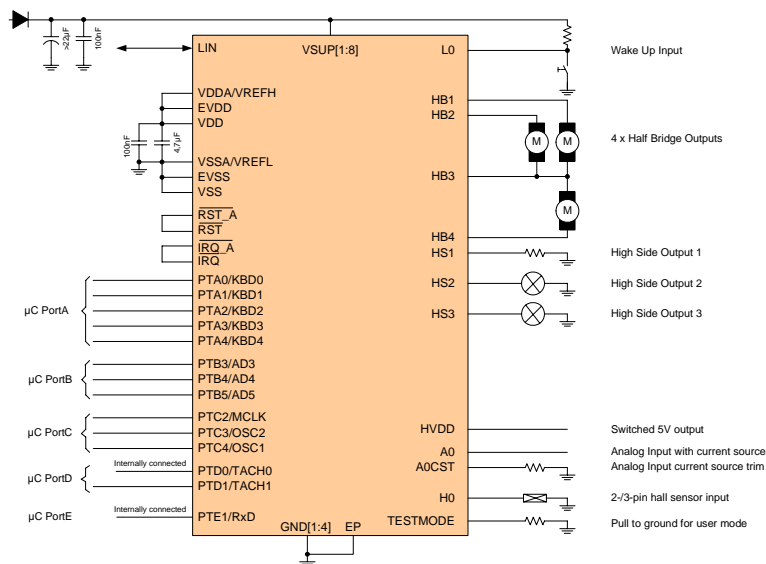 >22µF
100nF
LIN
VSUP[1:8]
L0
Wake Up Input
VDDA/VREFH
EVDD
VDD
100nF
4,7µF
VSSA/VREFL
EVSS
VSS
HB1
HB2
M
M
4 x Half Bridge Outputs
HB3
M
HB4
RST_A
RST
IRQ_A
IRQ
HS1
High Side Output 1
HS2
High Side Output 2
HS3
High Side Output 3
µC PortA
PTA0/KBD0
PTA1/KBD1
PTA2/KBD2
PTA3/KBD3
PTA4/KBD4
µC PortB
PTB3/AD3
PTB4/AD4
PTB5/AD5
µC PortC
PTC2/MCLK
PTC3/OSC2
PTC4/OSC1
µC PortD
Internally connected
PTD0/TACH0
PTD1/TACH1
µC PortE
Internally connected
PTE1/RxD
HVDD
Switched 5V output
A0
Analog Input with current source
A0CST
Analog Input current source trim
H0
2-/3-pin hall sensor input
TESTMODE
Pull to ground for user mode
GND[1:4]
EP